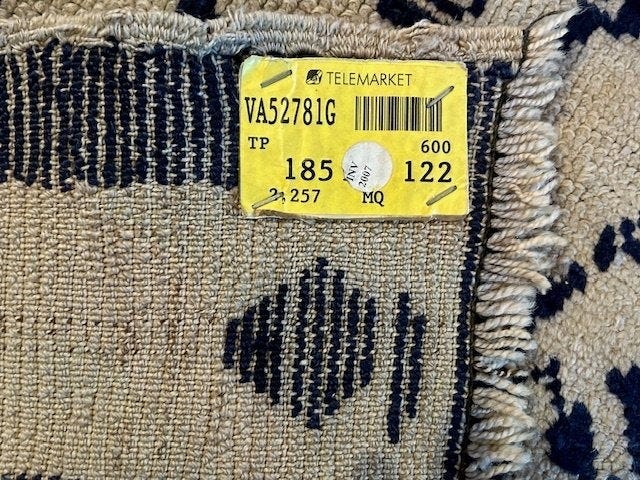 TELEMARKET
VA52781G
TP 600
185 INV 2007 122
2,257 MQ